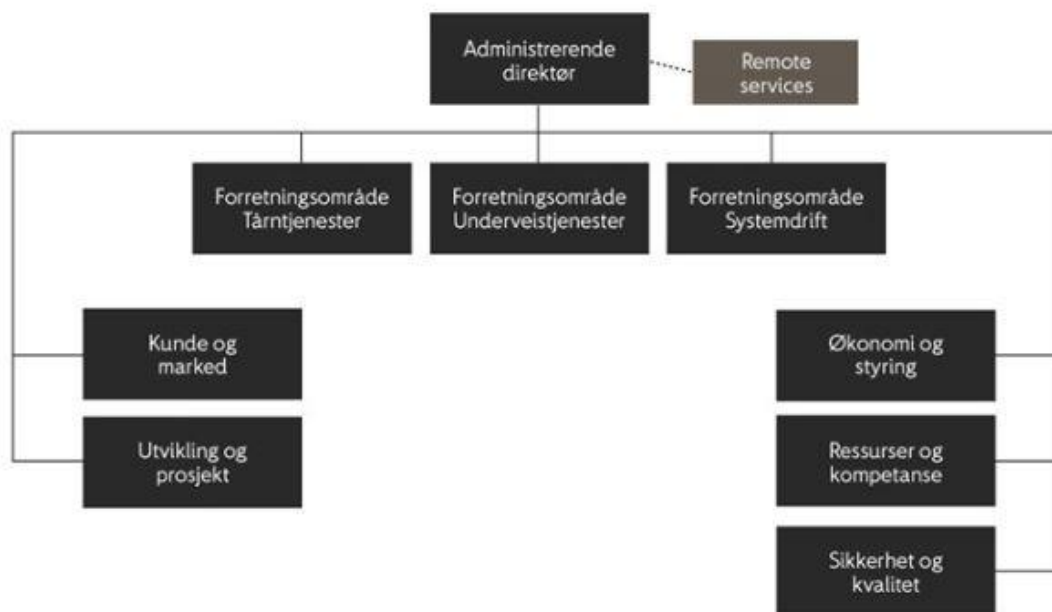 Administrerende
direktør
Remote
services
Forretningsområde
Tårntjenester
Forretningsområde
Underveistjenester
Forretningsområde
Systemdrift
Kunde og
marked
Utvikling og
prosjekt
Økonomi og
styring
Ressurser og
kompetanse
Sikkerhet og
kvalitet